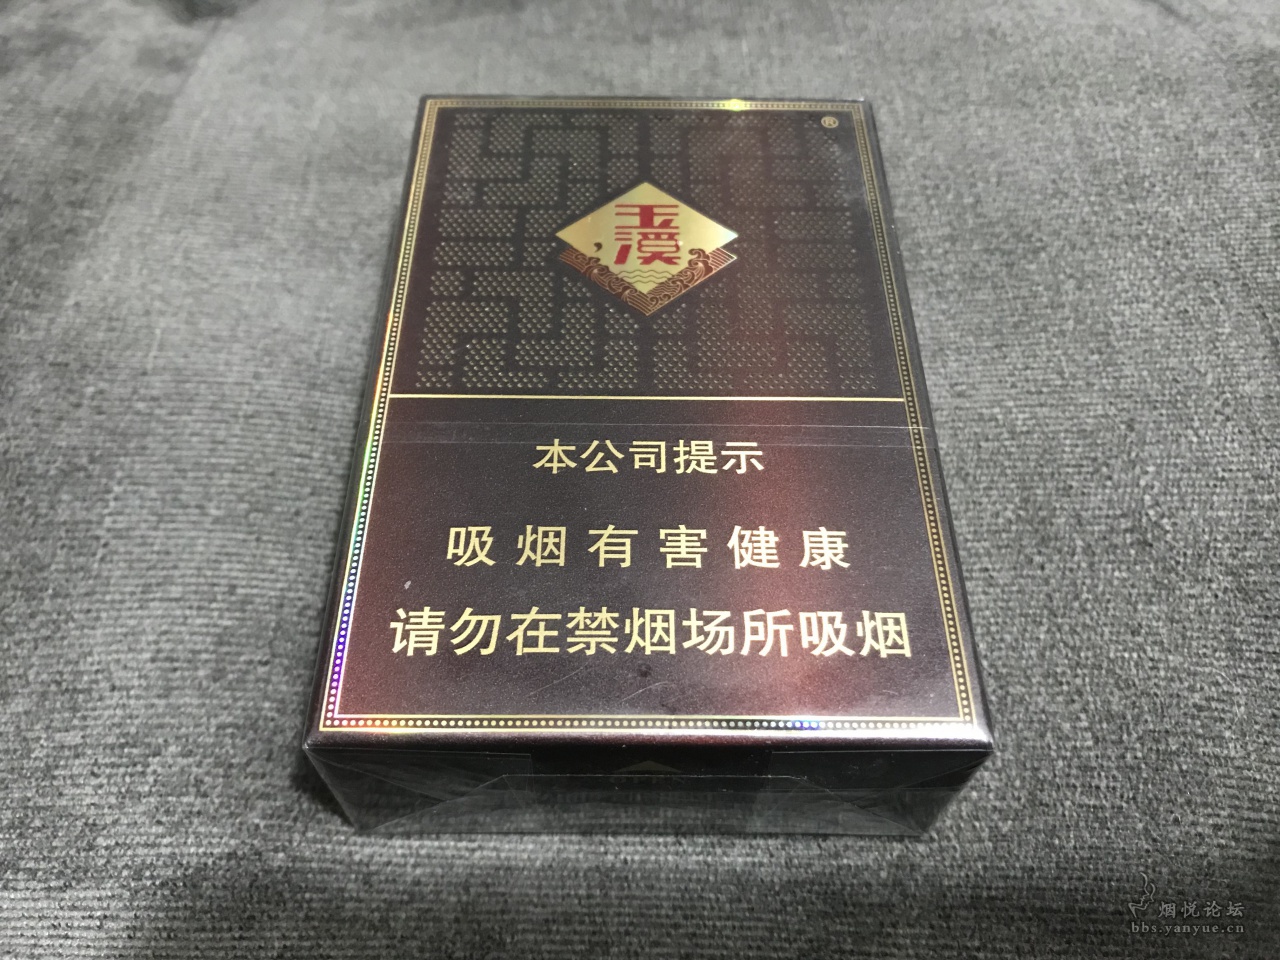 ®
玉溪
本公司提示
吸烟有害健康
请勿在禁烟场所吸烟
烟悦论坛
bbs.yanyue.cn